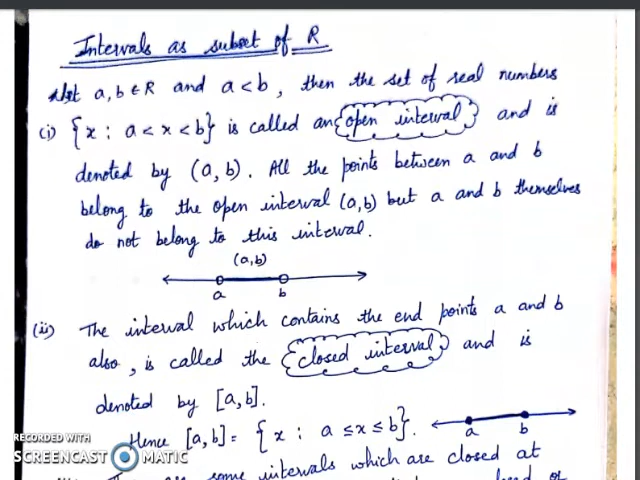 Intervals as subset of R
Let a, b ∈ R and a < b, then the set of real numbers
(i) {x : a < x < b} is called an open interval and is
denoted by (a, b). All the points between a and b
belong to the open interval (a, b) but a and b themselves
do not belong to this interval.
(a, b)
a b
(ii) The interval which contains the end points a and b
also, is called the closed interval and is
denoted by [a, b].
Hence [a, b] = {x : a ≤ x ≤ b}.
a b
RECORDED WITH
SCREENCAST MATIC
some intervals which are closed at